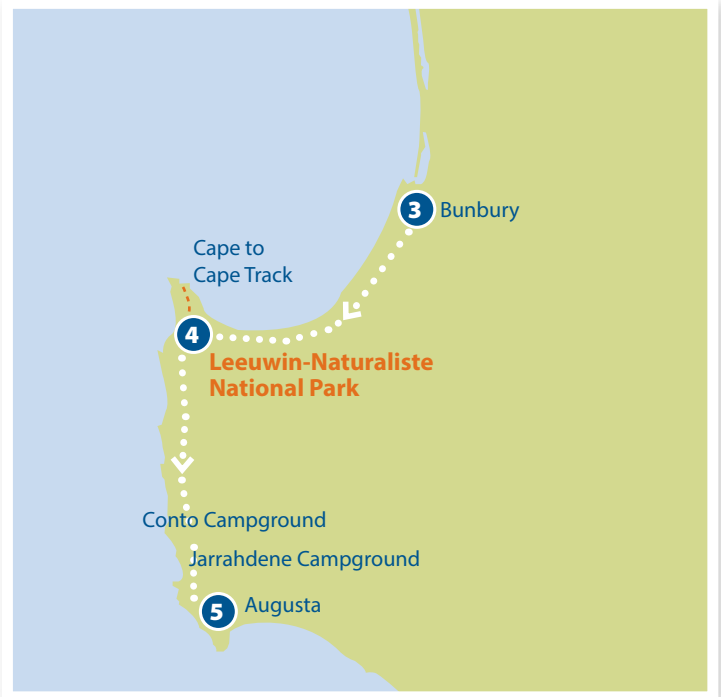 3 Bunbury
Cape to
Cape Track
4
Leeuwin-Naturaliste
National Park
Conto Campground
Jarrahdene Campground
5 Augusta